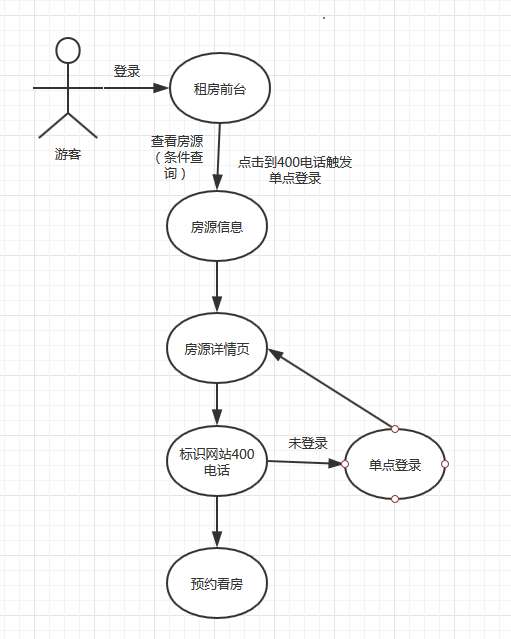 登录
租房前台
游客
查看房源
（条件查
询）
点击到400电话触发
单点登录
房源信息
房源详情页
标识网站400
电话
未登录
单点登录
预约看房